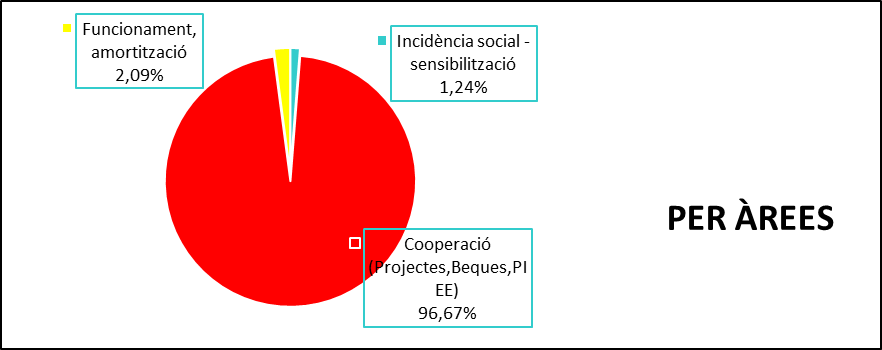 Funcionament,
amortització
2,09%
Incidència social -
sensibilització
1,24%
PER ÀREES
Cooperació
(Projectes,Beques,PI
EE)
96,67%